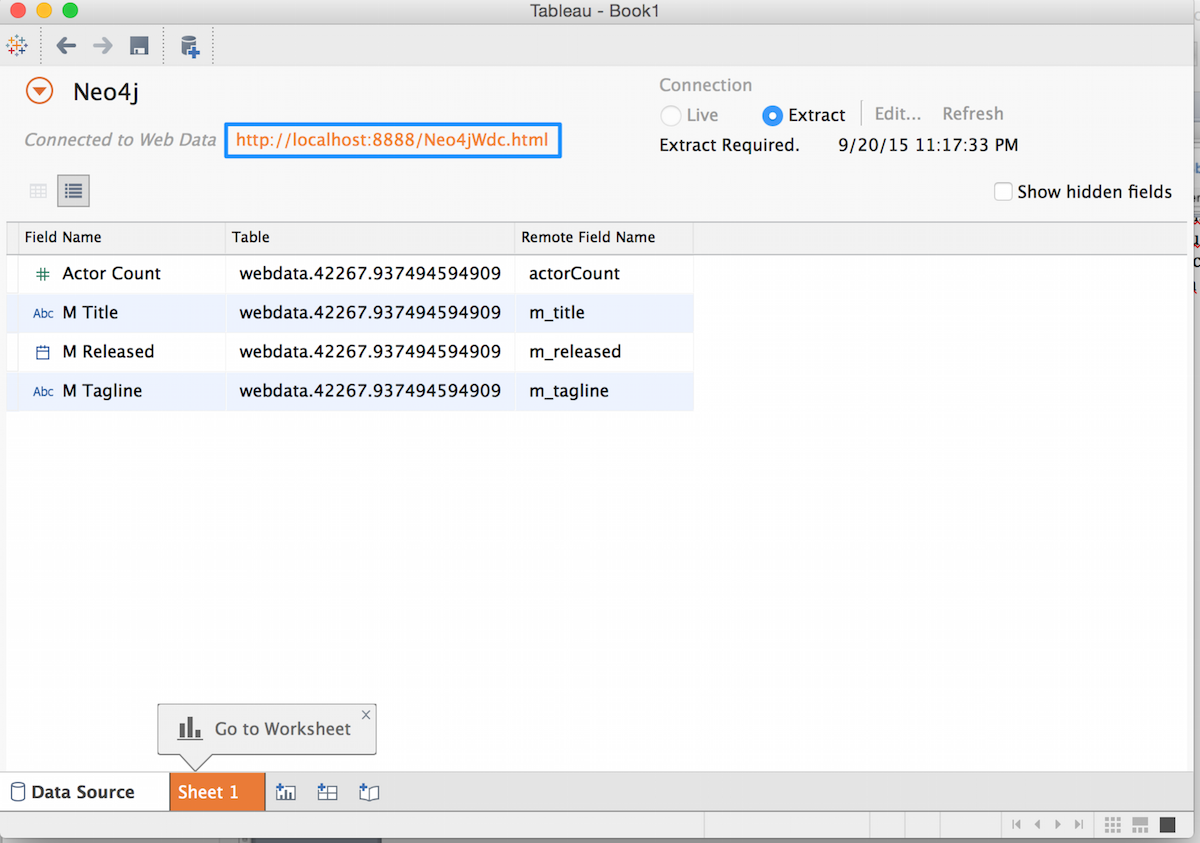 Tableau - Book1
Neo4j
Connection
Live Extract Edit... Refresh
Connected to Web Data http://localhost:8888/Neo4jWdc.html
Extract Required. 9/20/15 11:17:33 PM
Show hidden fields
Field Name Table Remote Field Name
Actor Count webdata.42267.937494594909 actorCount
Abc M Title webdata.42267.937494594909 m_title
M Released webdata.42267.937494594909 m_released
Abc M Tagline webdata.42267.937494594909 m_tagline
Go to Worksheet
Data Source Sheet 1